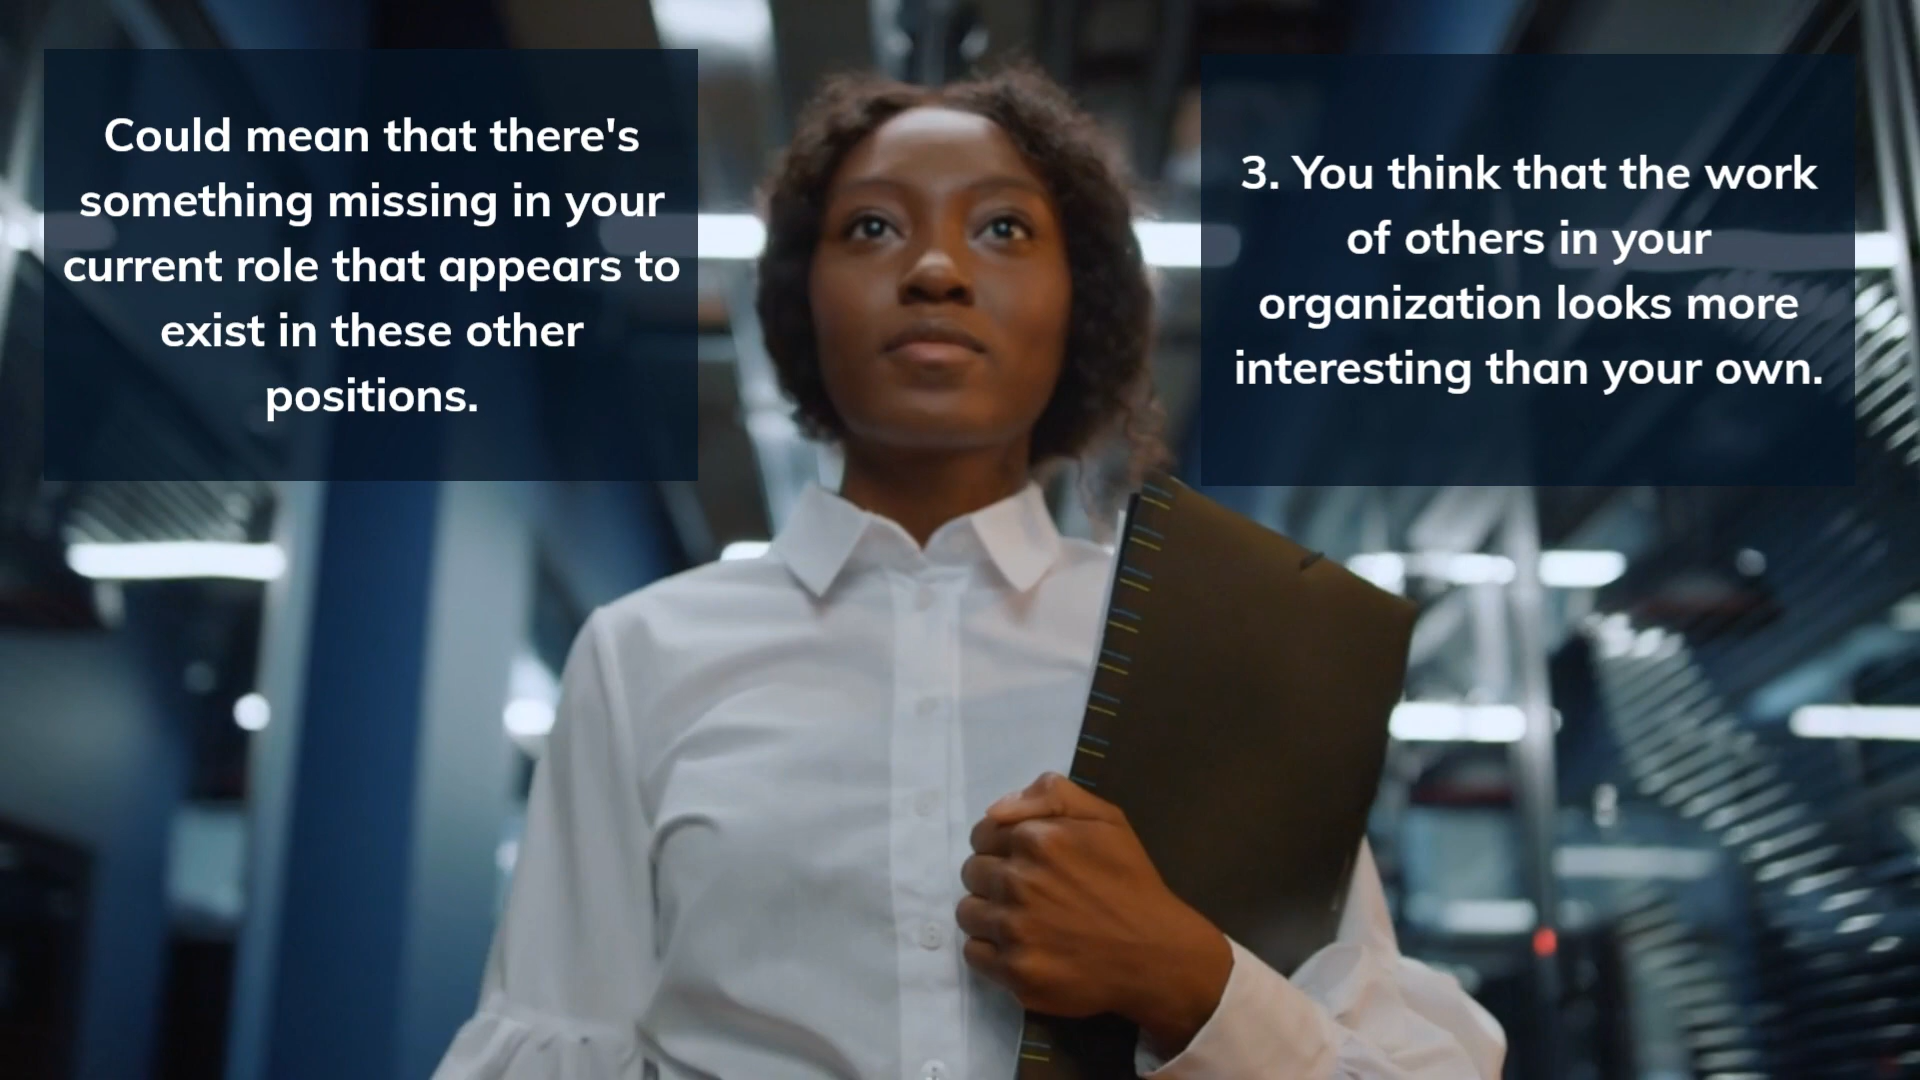 Could mean that there's
something missing in your
current role that appears to
exist in these other
positions.
3. You think that the work
of others in your
organization looks more
interesting than your own.